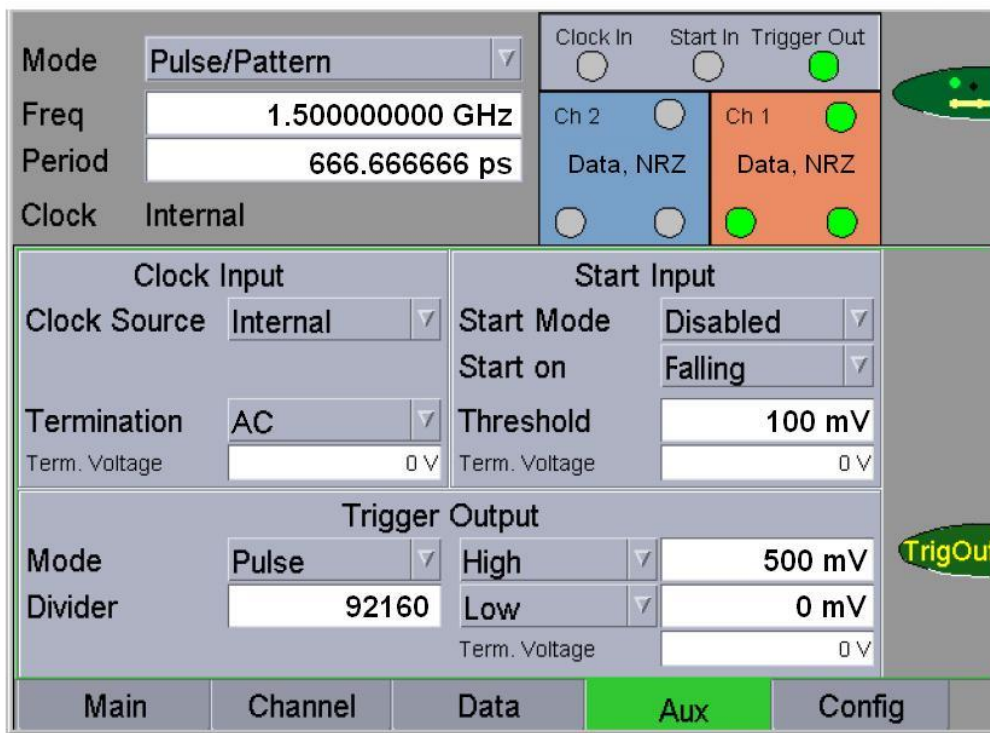 Mode Pulse/Pattern
Clock In Start In Trigger Out
Freq 1.500000000 GHz
Ch 2 Ch 1
Period 666.666666 ps
Data, NRZ Data, NRZ
Clock Internal
Clock Input Start Input
Clock Source Internal Start Mode Disabled
Start on Falling
Termination AC Threshold 100 mV
Term. Voltage 0 V Term. Voltage 0 V
Trigger Output
Mode Pulse High 500 mV
TrigOu
Divider 92160 Low 0 mV
Term. Voltage 0 V
Main Channel Data Aux Config